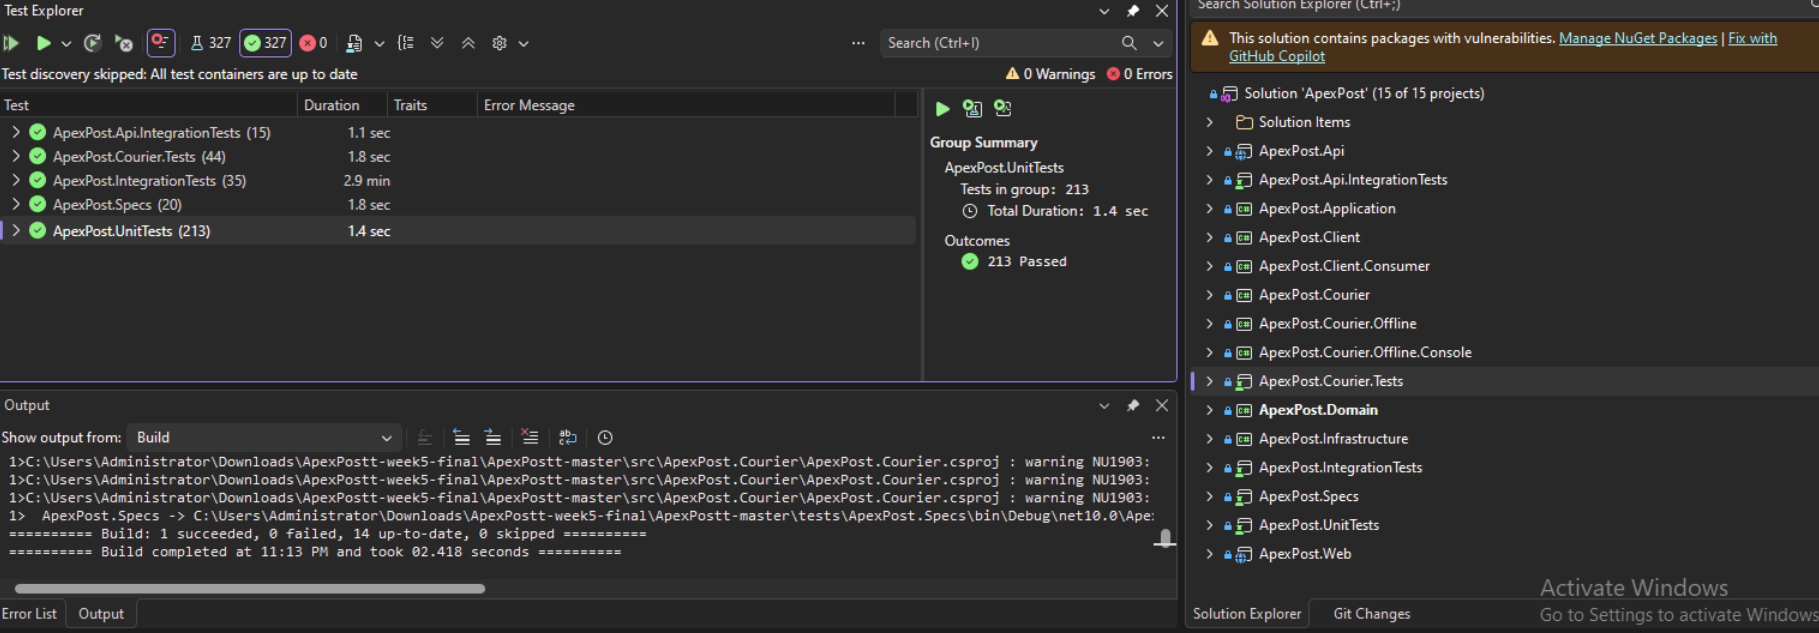 Test Explorer
327 327 0
Search (Ctrl+I)
Test discovery skipped: All test containers are up to date
0 Warnings 0 Errors
Test Duration Traits Error Message
ApexPost.Api.IntegrationTests (15) 1.1 sec
ApexPost.Courier.Tests (44) 1.8 sec
ApexPost.IntegrationTests (35) 2.9 min
ApexPost.Specs (20) 1.8 sec
ApexPost.UnitTests (213) 1.4 sec
Group Summary
ApexPost.UnitTests
Tests in group: 213
Total Duration: 1.4 sec
Outcomes
213 Passed
Output
Show output from: Build
1>C:\Users\Administrator\Downloads\ApexPostt-week5-final\ApexPostt-master\src\ApexPost.Courier\ApexPost.Courier.csproj : warning NU1903:
1>C:\Users\Administrator\Downloads\ApexPostt-week5-final\ApexPostt-master\src\ApexPost.Courier\ApexPost.Courier.csproj : warning NU1903:
1>C:\Users\Administrator\Downloads\ApexPostt-week5-final\ApexPostt-master\src\ApexPost.Courier\ApexPost.Courier.csproj : warning NU1903:
1> ApexPost.Specs -> C:\Users\Administrator\Downloads\ApexPostt-week5-final\ApexPostt-master\tests\ApexPost.Specs\bin\Debug\net10.0\Ape
========== Build: 1 succeeded, 0 failed, 14 up-to-date, 0 skipped ==========
========== Build completed at 11:13 PM and took 02.418 seconds ==========
Error List Output
Search Solution Explorer (Ctrl+;)
This solution contains packages with vulnerabilities. Manage NuGet Packages | Fix with
GitHub Copilot
Solution 'ApexPost' (15 of 15 projects)
Solution Items
ApexPost.Api
ApexPost.Api.IntegrationTests
ApexPost.Application
ApexPost.Client
ApexPost.Client.Consumer
ApexPost.Courier
ApexPost.Courier.Offline
ApexPost.Courier.Offline.Console
ApexPost.Courier.Tests
ApexPost.Domain
ApexPost.Infrastructure
ApexPost.IntegrationTests
ApexPost.Specs
ApexPost.UnitTests
ApexPost.Web
Solution Explorer Git Changes
Activate Windows
Go to Settings to activate Windows